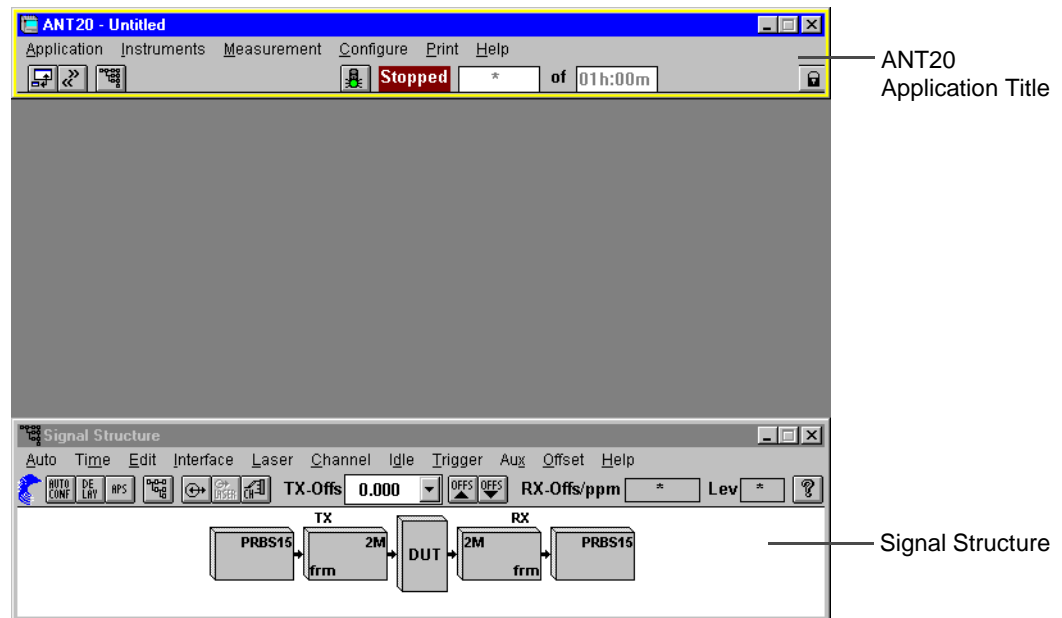 ANT20 - Untitled
Application Instruments Measurement Configure Print Help
Stopped * of 01h:00m
ANT20
Application Title
Signal Structure
Auto Time Edit Interface Laser Channel Idle Trigger Aux Offset Help
AUTO CONF DE LAY APS LASER CH TX-Offs 0.000 OFFS OFFS RX-Offs/ppm * Lev * ?
TX RX
PRBS15 2M DUT 2M PRBS15
frm frm
Signal Structure